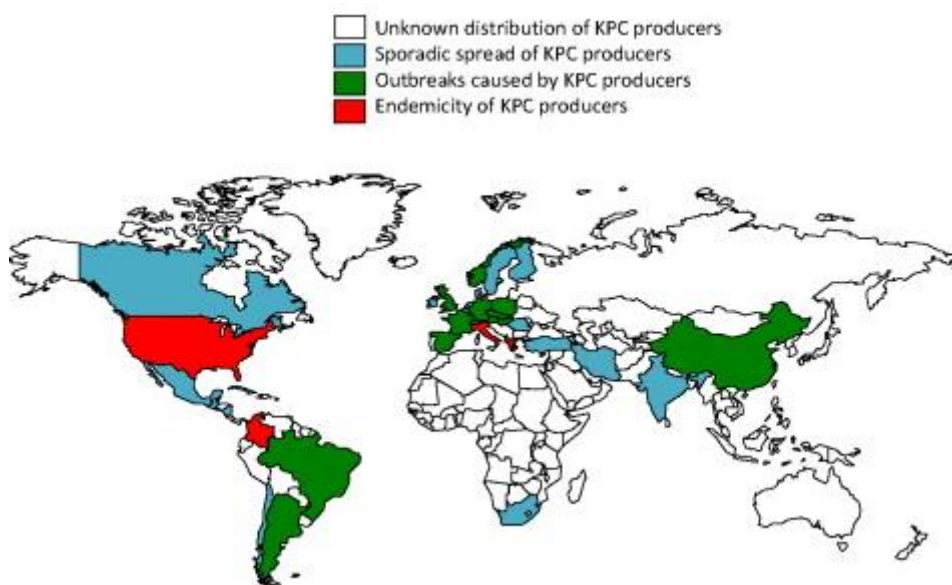 Unknown distribution of KPC producers
Sporadic spread of KPC producers
Outbreaks caused by KPC producers
Endemicity of KPC producers